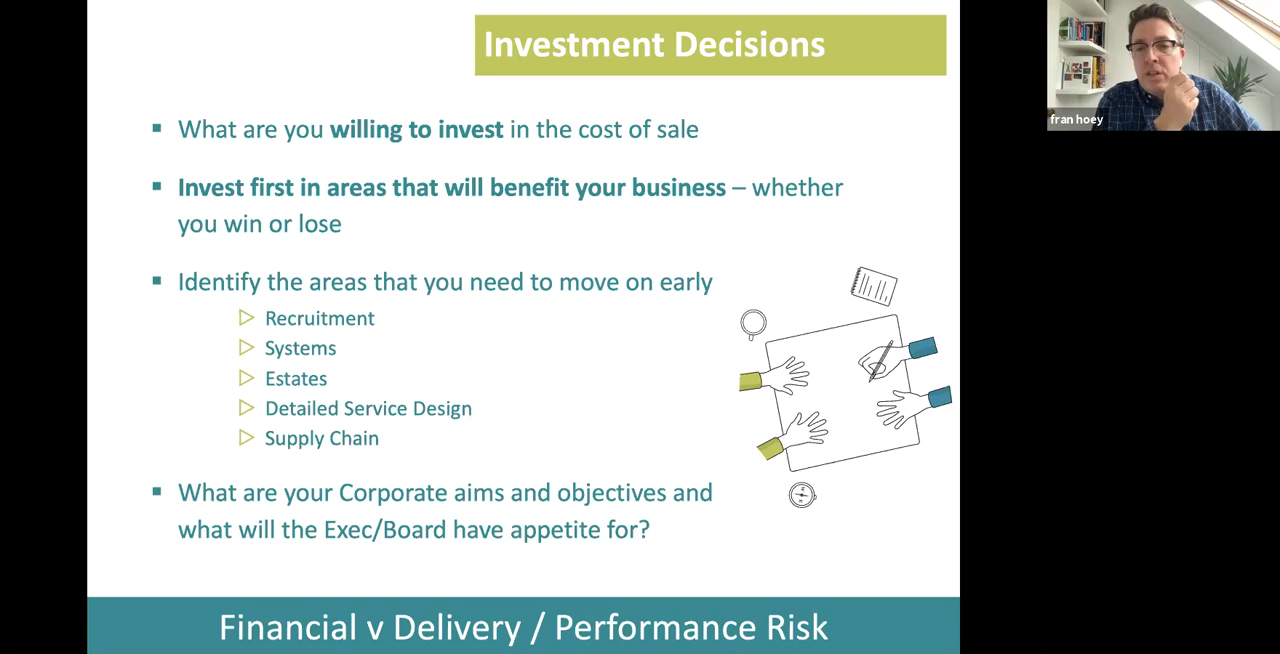 Investment Decisions
fran hoey
What are you willing to invest in the cost of sale
Invest first in areas that will benefit your business – whether
you win or lose
Identify the areas that you need to move on early
Recruitment
Systems
Estates
Detailed Service Design
Supply Chain
What are your Corporate aims and objectives and
what will the Exec/Board have appetite for?
Financial v Delivery / Performance Risk